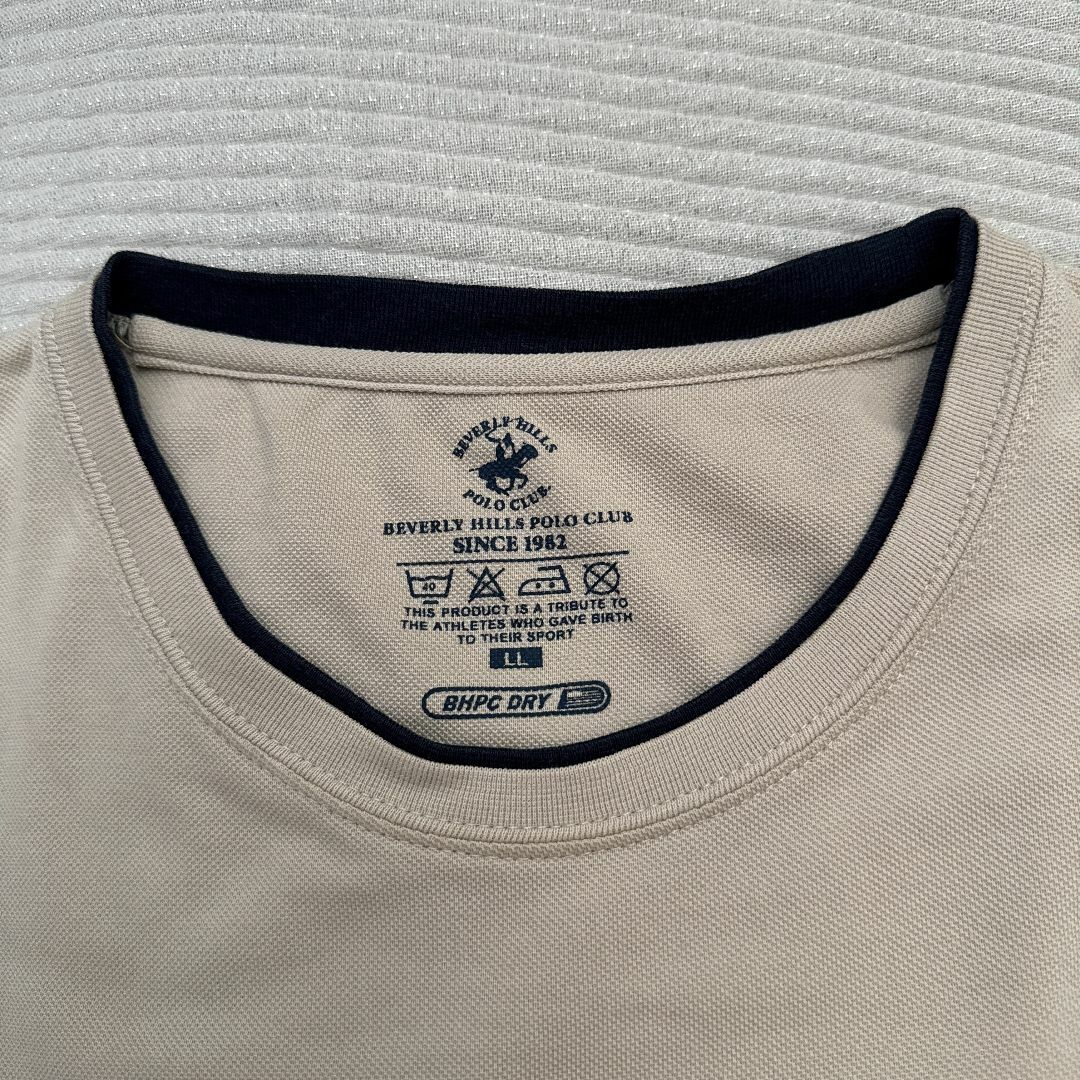 BEVERLY HILLS
POLO CLUB.
BEVERLY HILLS POLO CLUB
SINCE 1982
40
THIS PRODUCT IS A TRIBUTE TO
THE ATHLETES WHO GAVE BIRTH
TO THEIR SPORT
LL
BHPC DRY